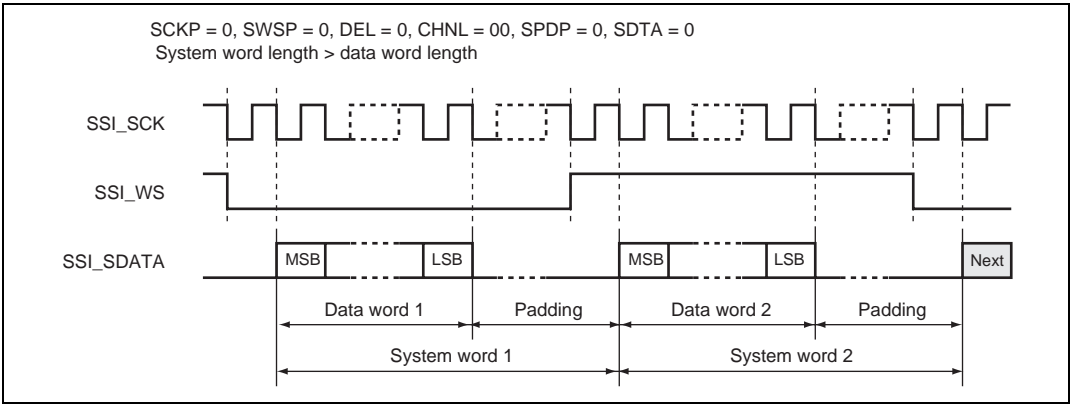 SCKP = 0, SWSP = 0, DEL = 0, CHNL = 00, SPDP = 0, SDTA = 0
System word length > data word length
SSI_SCK
SSI_WS
SSI_SDATA
MSB
LSB
MSB
LSB
Next
Data word 1
Padding
Data word 2
Padding
System word 1
System word 2